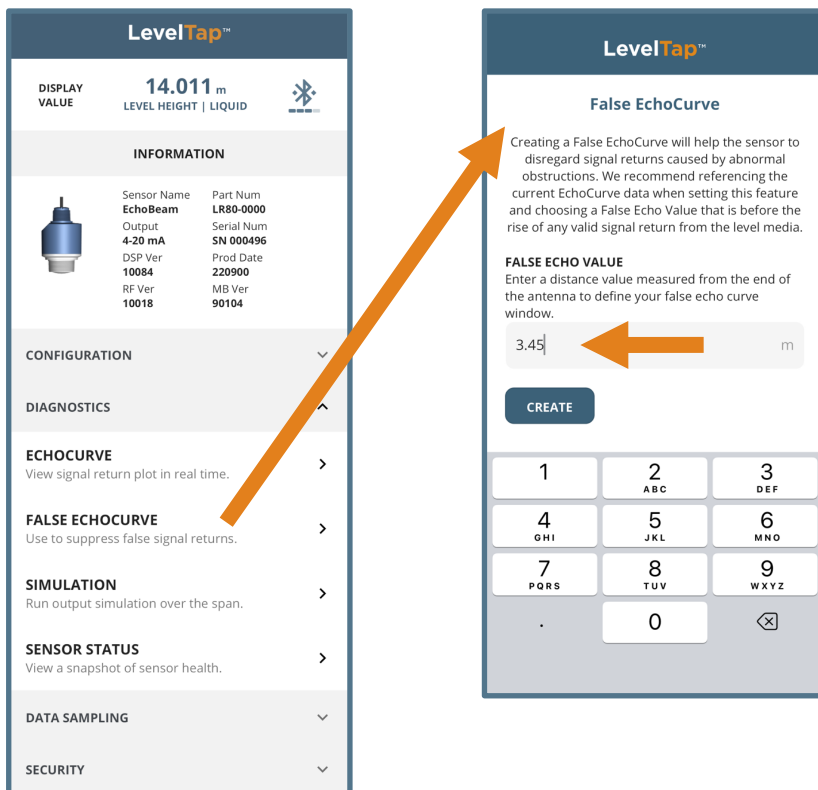 LevelTap™
DISPLAY
VALUE
14.011 m
LEVEL HEIGHT | LIQUID
INFORMATION
Sensor Name
EchoBeam
Output
4-20 mA
DSP Ver
10084
RF Ver
10018
Part Num
LR80-0000
Serial Num
SN 000496
Prod Date
220900
MB Ver
90104
CONFIGURATION
DIAGNOSTICS
ECHOCURVE
View signal return plot in real time.
FALSE ECHOCURVE
Use to suppress false signal returns.
SIMULATION
Run output simulation over the span.
SENSOR STATUS
View a snapshot of sensor health.
DATA SAMPLING
SECURITY
LevelTap™
False EchoCurve
Creating a False EchoCurve will help the sensor to
disregard signal returns caused by abnormal
obstructions. We recommend referencing the
current EchoCurve data when setting this feature
and choosing a False Echo Value that is before the
rise of any valid signal return from the level media.
FALSE ECHO VALUE
Enter a distance value measured from the end of
the antenna to define your false echo curve
window.
3.45 m
CREATE
1 2 3
ABC DEF
4 5 6
GHI JKL MNO
7 8 9
PQRS TUV WXYZ
. 0